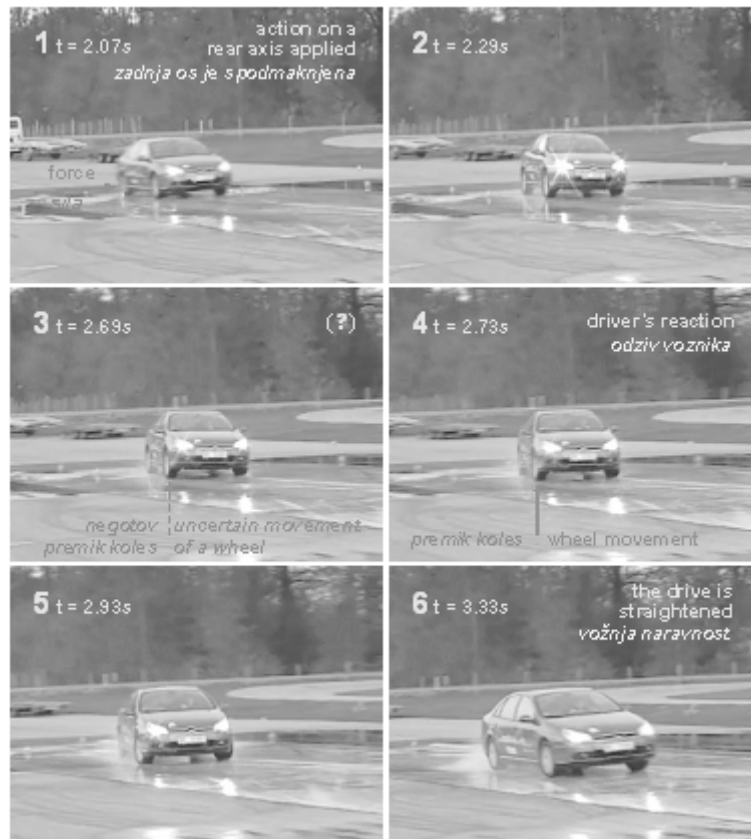 1 t = 2.07s
action on a
rear axis applied
zadnja os je spodmaknjena
force
sila
2 t = 2.29s
3 t = 2.69s
(?)
negotov uncertain movement
premik koles of a wheel
4 t = 2.73s
driver's reaction
odziv voznika
premik koles wheel movement
5 t = 2.93s
6 t = 3.33s
the drive is
straightened
vožnja naravnost